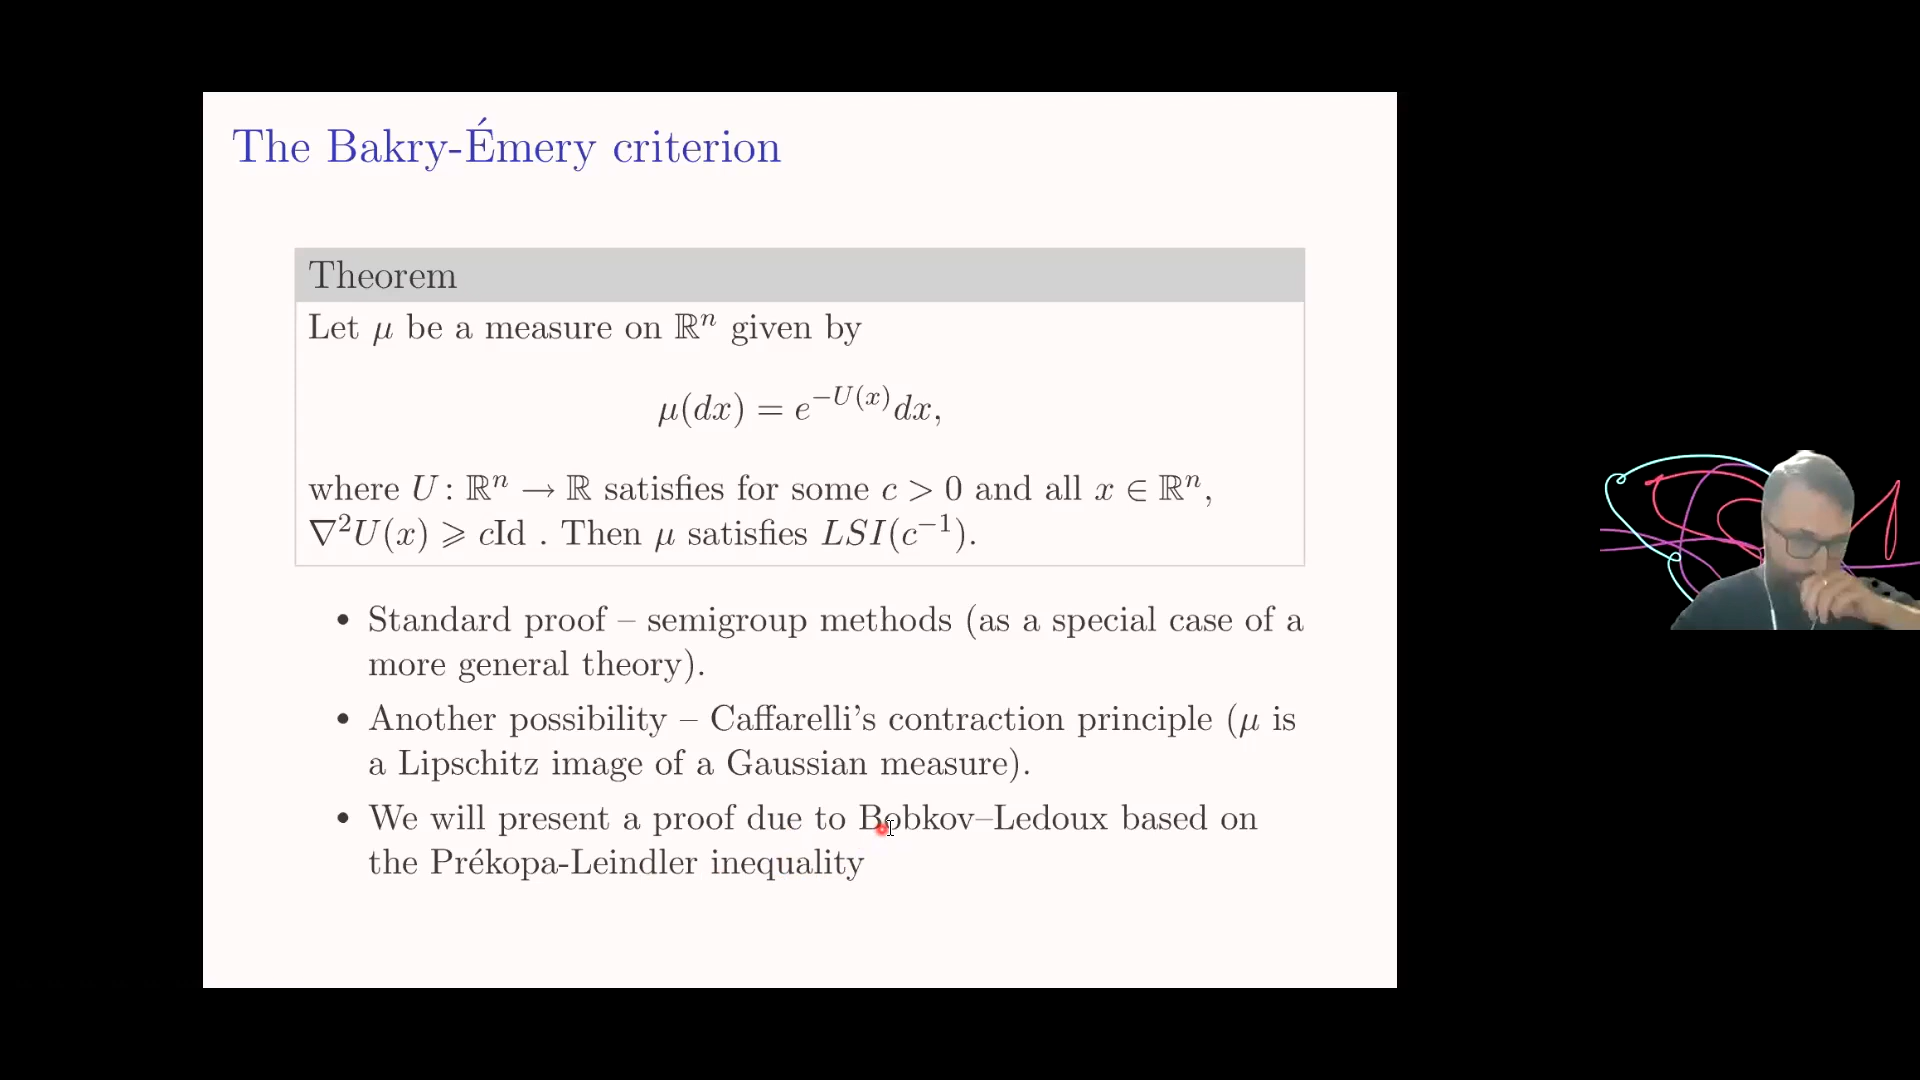 The Bakry-Émery criterion
Theorem
Let μ be a measure on ℝⁿ given by
μ(dx) = e^{−U(x)}dx,
where U: ℝⁿ → ℝ satisfies for some c > 0 and all x ∈ ℝⁿ,
∇²U(x) ⩾ cId . Then μ satisfies LSI(c⁻¹).
• Standard proof – semigroup methods (as a special case of a
more general theory).
• Another possibility – Caffarelli's contraction principle (μ is
a Lipschitz image of a Gaussian measure).
• We will present a proof due to Bobkov–Ledoux based on
the Prékopa-Leindler inequality